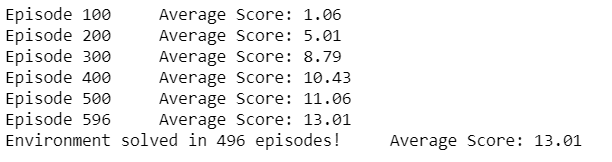 Episode 100 Average Score: 1.06
Episode 200 Average Score: 5.01
Episode 300 Average Score: 8.79
Episode 400 Average Score: 10.43
Episode 500 Average Score: 11.06
Episode 596 Average Score: 13.01
Environment solved in 496 episodes! Average Score: 13.01